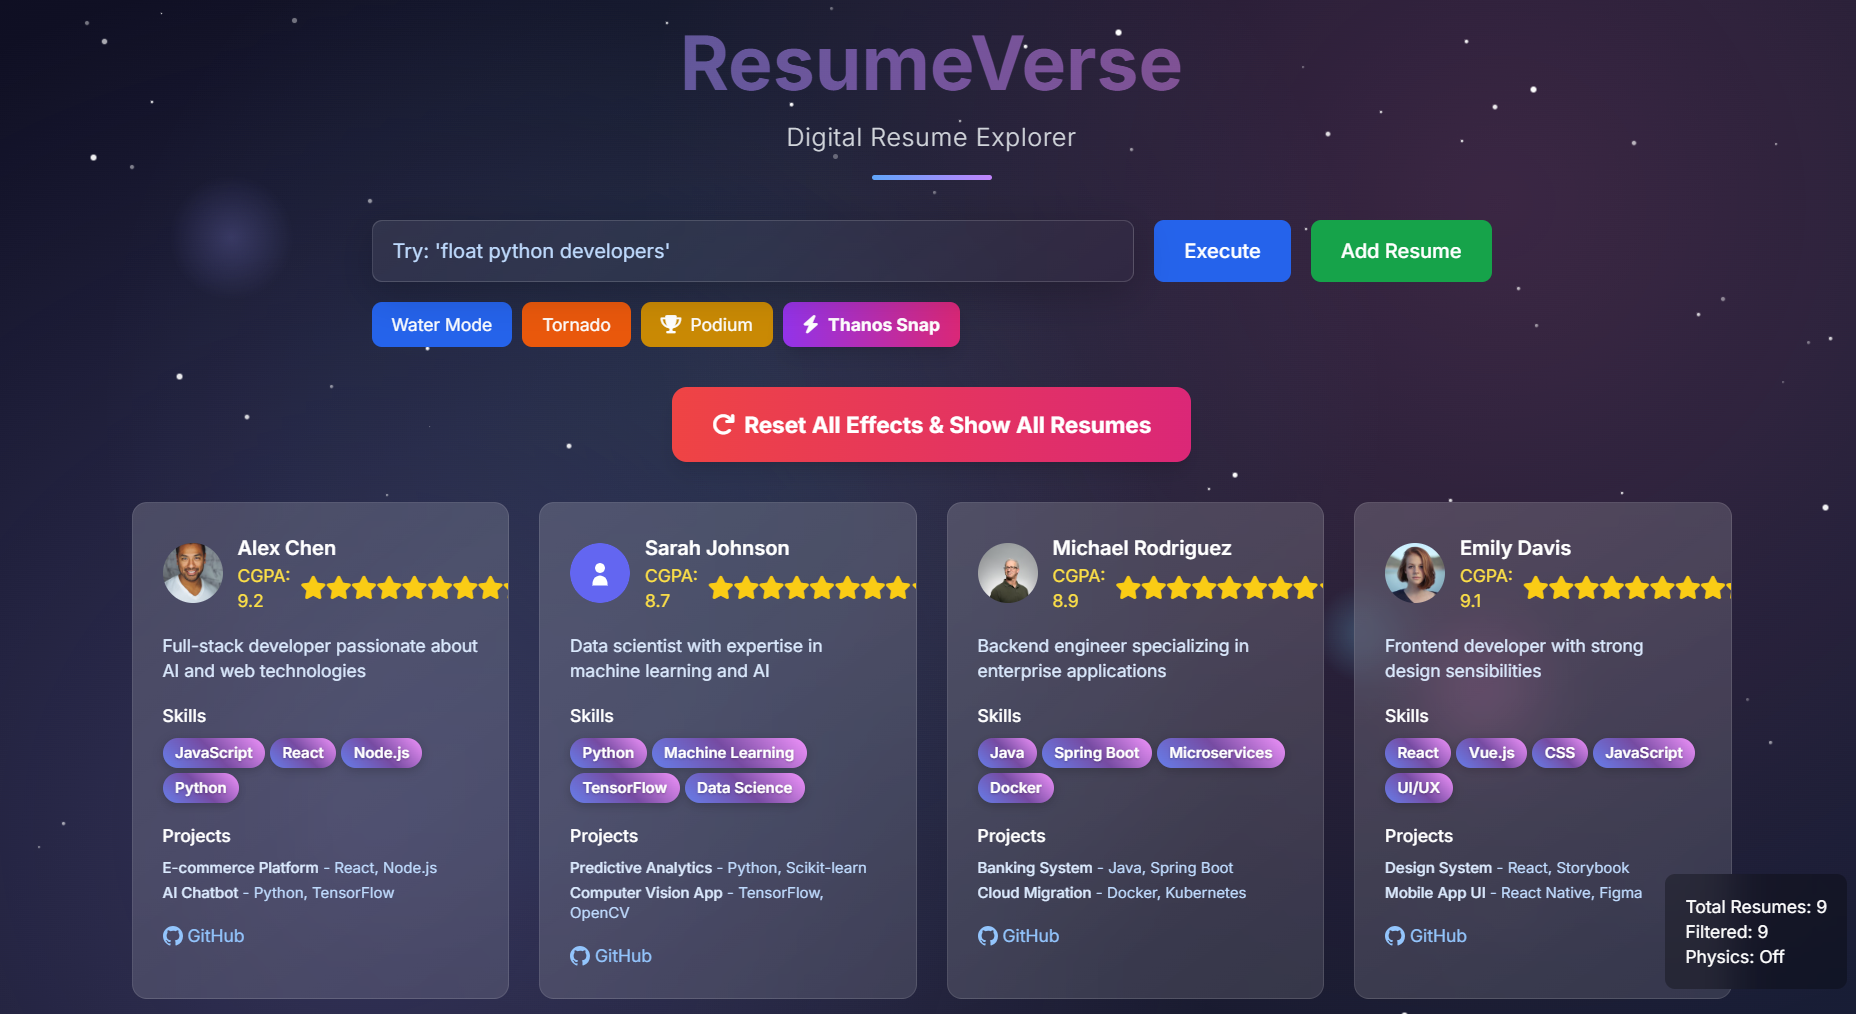 ResumeVerse
Digital Resume Explorer
Try: 'float python developers'
Execute
Add Resume
Water Mode
Tornado
Podium
Thanos Snap
Reset All Effects & Show All Resumes
Alex Chen
CGPA:
9.2
Full-stack developer passionate about
AI and web technologies
Skills
JavaScript React Node.js
Python
Projects
E-commerce Platform - React, Node.js
AI Chatbot - Python, TensorFlow
GitHub
Sarah Johnson
CGPA:
8.7
Data scientist with expertise in
machine learning and AI
Skills
Python Machine Learning
TensorFlow Data Science
Projects
Predictive Analytics - Python, Scikit-learn
Computer Vision App - TensorFlow,
OpenCV
GitHub
Michael Rodriguez
CGPA:
8.9
Backend engineer specializing in
enterprise applications
Skills
Java Spring Boot Microservices
Docker
Projects
Banking System - Java, Spring Boot
Cloud Migration - Docker, Kubernetes
GitHub
Emily Davis
CGPA:
9.1
Frontend developer with strong
design sensibilities
Skills
React Vue.js CSS JavaScript
UI/UX
Projects
Design System - React, Storybook
Mobile App UI - React Native, Figma
GitHub
Total Resumes: 9
Filtered: 9
Physics: Off